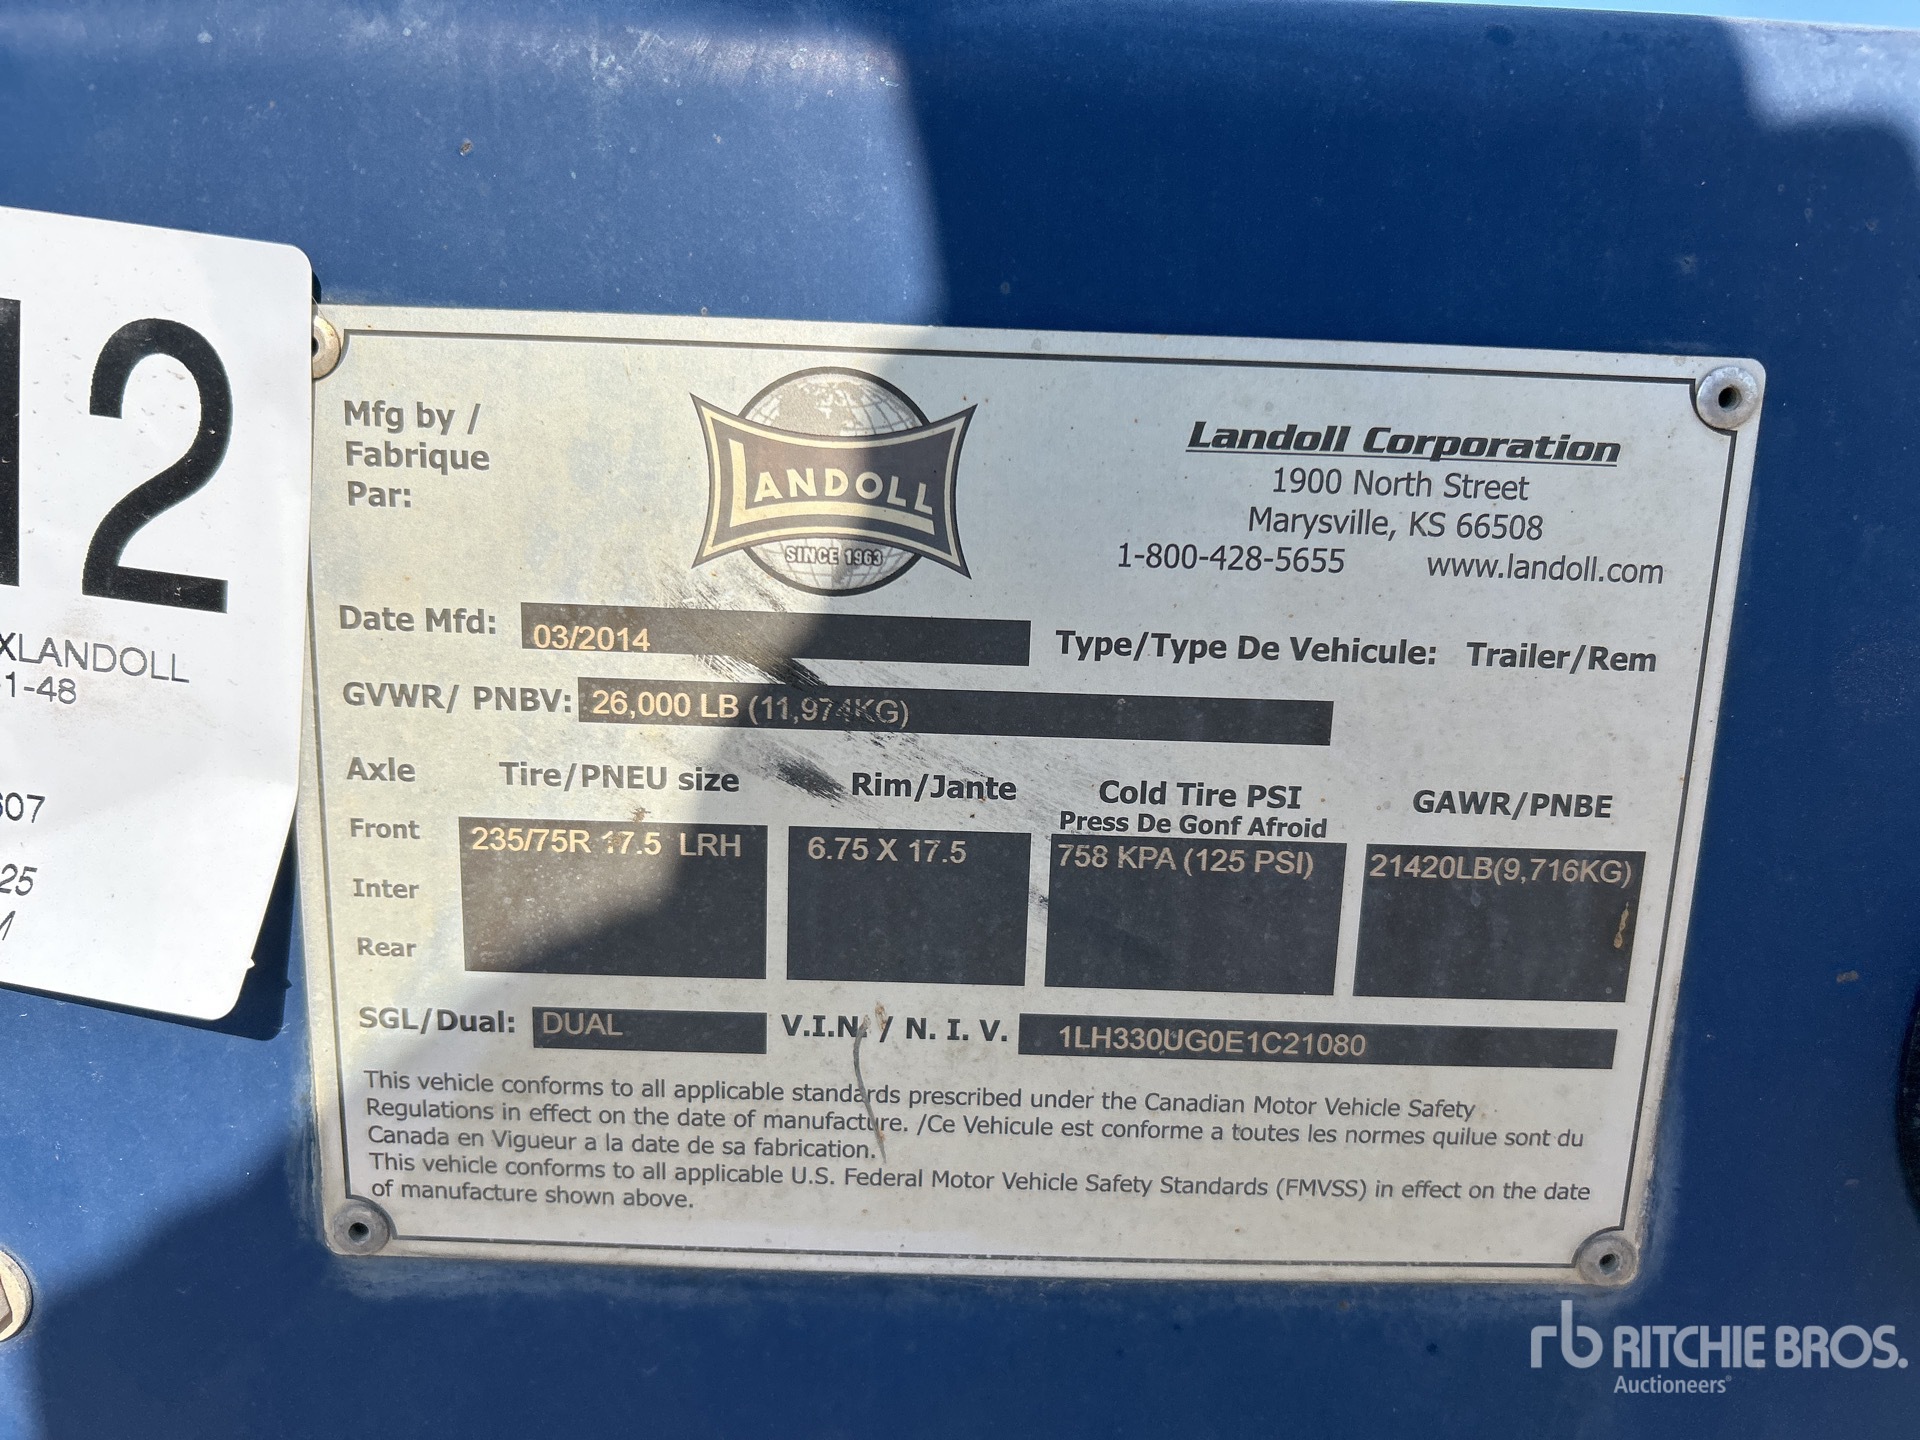 12
XLANDOLL
-1-48
607
25
Mfg by /
Fabrique
Par:
LANDOLL
SINCE 1963
Landoll Corporation
1900 North Street
Marysville, KS 66508
1-800-428-5655 www.landoll.com
Date Mfd: 03/2014 Type/Type De Vehicule: Trailer/Rem
GVWR/ PNBV: 26,000 LB (11,974KG)
Axle Tire/PNEU size Rim/Jante Cold Tire PSI GAWR/PNBE
Press De Gonf Afroid
Front 235/75R 17.5 LRH 6.75 X 17.5 758 KPA (125 PSI) 21420LB(9,716KG)
Inter
Rear
SGL/Dual: DUAL V.I.N. / N. I. V. 1LH330UG0E1C21080
This vehicle conforms to all applicable standards prescribed under the Canadian Motor Vehicle Safety
Regulations in effect on the date of manufacture. /Ce Vehicule est conforme a toutes les normes quilue sont du
Canada en Vigueur a la date de sa fabrication.
This vehicle conforms to all applicable U.S. Federal Motor Vehicle Safety Standards (FMVSS) in effect on the date
of manufacture shown above.
rb RITCHIE BROS.
Auctioneers